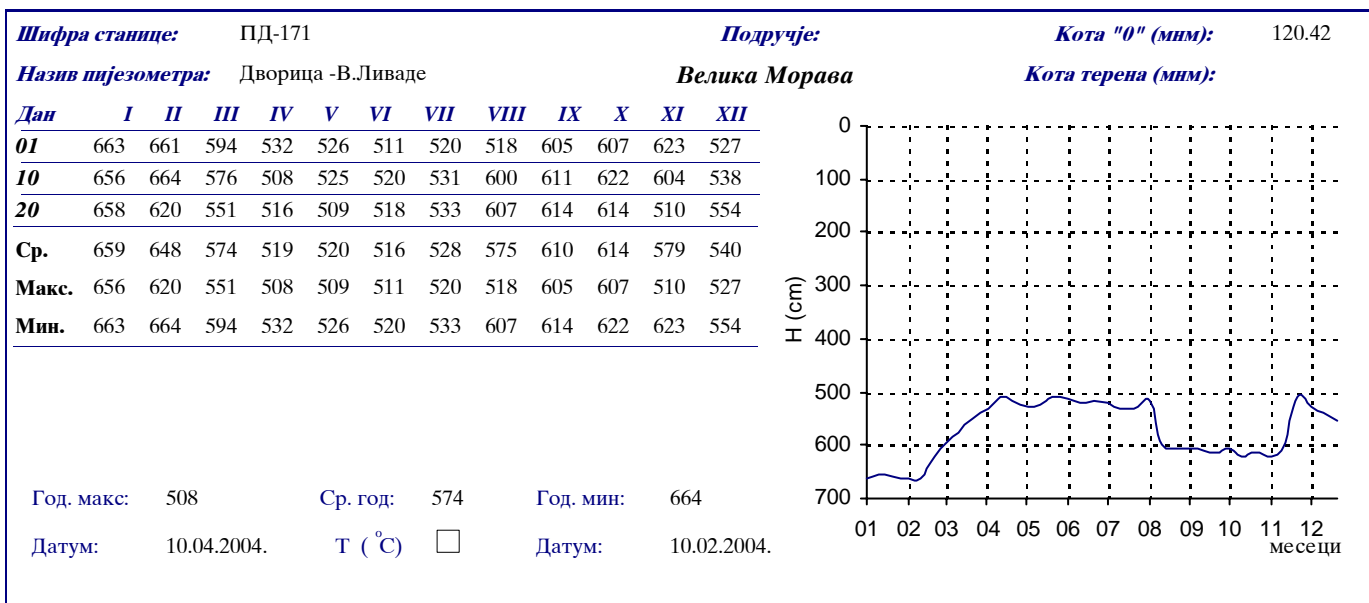 Шифра станице: ПД-171 Подручје: Кота "0" (мнм): 120.42
Назив пијезометра: Дворица -В.Ливаде Велика Морава Кота терена (мнм):
Дан I II III IV V VI VII VIII IX X XI XII
01 663 661 594 532 526 511 520 518 605 607 623 527
10 656 664 576 508 525 520 531 600 611 622 604 538
20 658 620 551 516 509 518 533 607 614 614 510 554
Ср. 659 648 574 519 520 516 528 575 610 614 579 540
Макс. 656 620 551 508 509 511 520 518 605 607 510 527
Мин. 663 664 594 532 526 520 533 607 614 622 623 554
0
100
200
300
400
500
600
700
H (cm)
01 02 03 04 05 06 07 08 09 10 11 12
месеци
Год. макс: 508 Ср. год: 574 Год. мин: 664
Датум: 10.04.2004. Т ( °C) Датум: 10.02.2004.